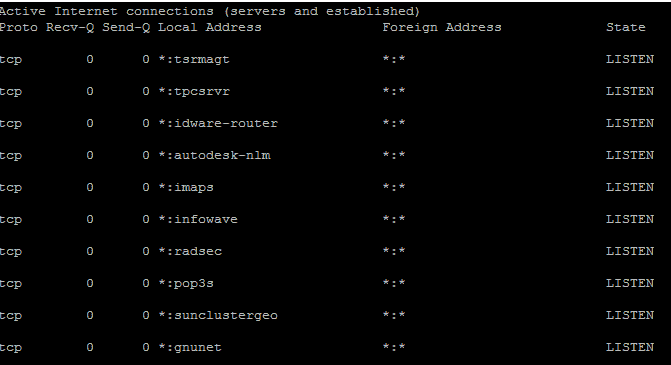 Active Internet connections (servers and established)
Proto Recv-Q Send-Q Local Address Foreign Address State
tcp 0 0 *:tsrmagt *:* LISTEN
tcp 0 0 *:tpcsrvr *:* LISTEN
tcp 0 0 *:idware-router *:* LISTEN
tcp 0 0 *:autodesk-nlm *:* LISTEN
tcp 0 0 *:imaps *:* LISTEN
tcp 0 0 *:infowave *:* LISTEN
tcp 0 0 *:radsec *:* LISTEN
tcp 0 0 *:pop3s *:* LISTEN
tcp 0 0 *:sunclustergeo *:* LISTEN
tcp 0 0 *:gnunet *:* LISTEN